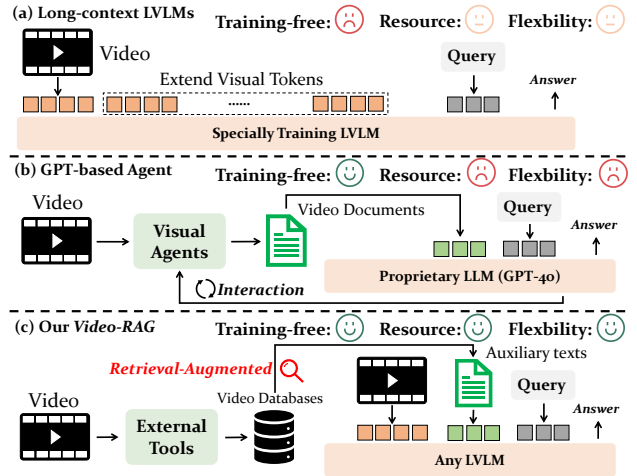 (a) Long-context LVLMs
Training-free:
Resource:
Flexbility:
Video
Extend Visual Tokens
......
Query
Answer
Specially Training LVLM
(b) GPT-based Agent
Training-free:
Resource:
Flexbility:
Video
Visual
Agents
Video Documents
Query
Answer
Proprietary LLM (GPT-4o)
Interaction
(c) Our Video-RAG
Training-free:
Resource:
Flexbility:
Retrieval-Augmented
Auxiliary texts
Video
External
Tools
Video Databases
Query
Answer
Any LVLM